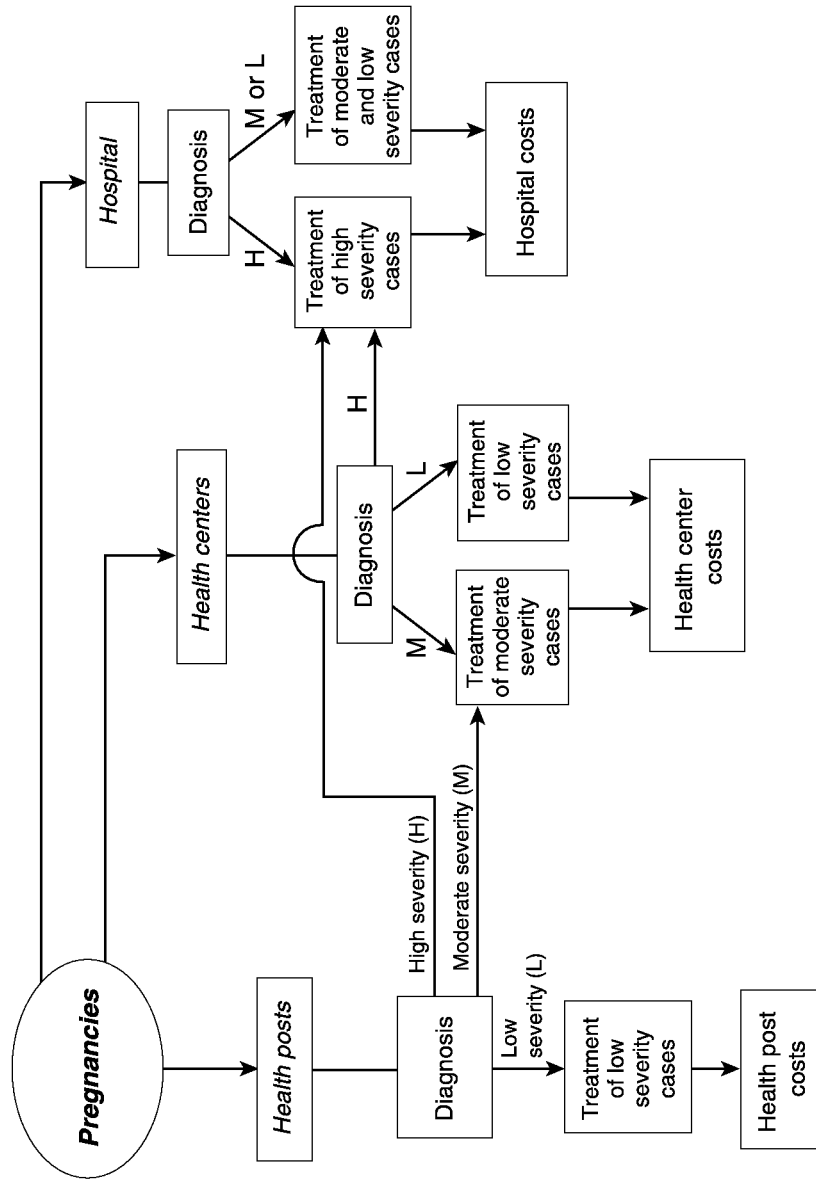 Pregnancies
Health posts
Health centers
Hospital
Diagnosis
High severity (H)
Moderate severity (M)
Low
severity (L)
Treatment
of low
severity
cases
Health post
costs
Diagnosis
M
L
H
Treatment
of moderate
severity
cases
Treatment
of low
severity
cases
Health center
costs
Diagnosis
H
M or L
Treatment
of high
severity
cases
Treatment
of moderate
and low
severity cases
Hospital costs